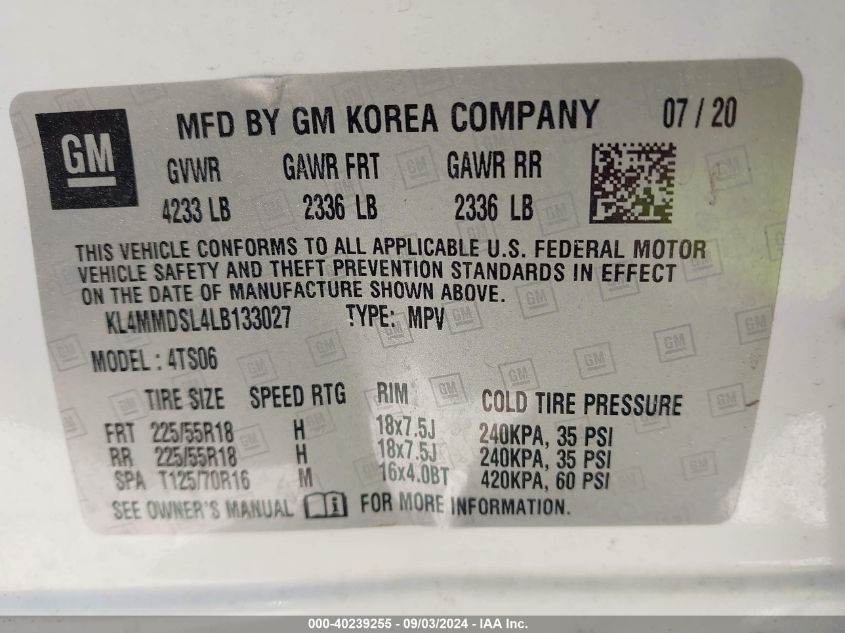 GM
MFD BY GM KOREA COMPANY 07 / 20
GVWR GAWR FRT GAWR RR
4233 LB 2336 LB 2336 LB
THIS VEHICLE CONFORMS TO ALL APPLICABLE U.S. FEDERAL MOTOR
VEHICLE SAFETY AND THEFT PREVENTION STANDARDS IN EFFECT
ON THE DATE OF MANUFACTURE SHOWN ABOVE.
KL4MMDSL4LB133027 TYPE: MPV
MODEL : 4TS06
TIRE SIZE SPEED RTG RIM COLD TIRE PRESSURE
FRT 225/55R18 H 18x7.5J 240KPA, 35 PSI
RR 225/55R18 H 18x7.5J 240KPA, 35 PSI
SPA T125/70R16 M 16x4.0BT 420KPA, 60 PSI
SEE OWNER'S MANUAL i FOR MORE INFORMATION.
000-40239255 - 09/03/2024 - IAA Inc.